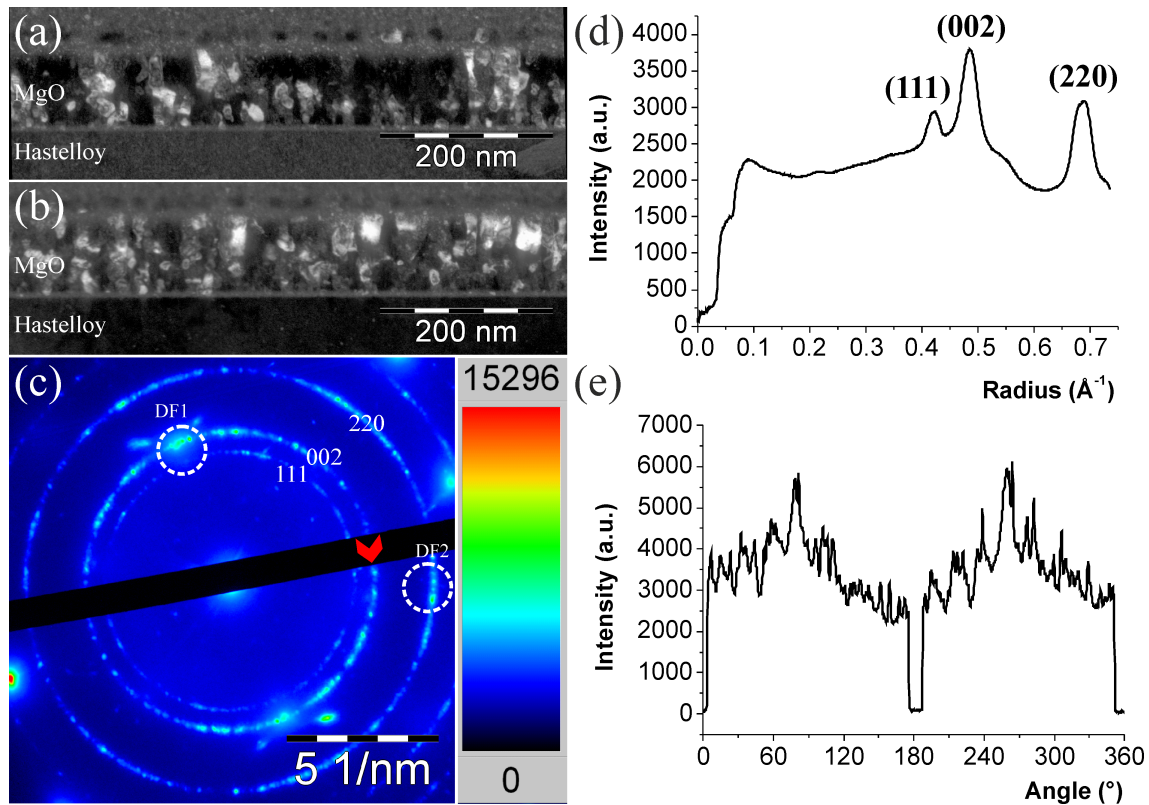 (a)
MgO
Hastelloy
200 nm
(b)
MgO
Hastelloy
200 nm
(c)
DF1
220
002
111
DF2
5 1/nm
15296
0
(d)
(002)
(111)
(220)
4000
3500
3000
2500
2000
1500
1000
500
0
Intensity (a.u.)
0.0 0.1 0.2 0.3 0.4 0.5 0.6 0.7
Radius (Å⁻¹)
(e)
7000
6000
5000
4000
3000
2000
1000
0
Intensity (a.u.)
0 60 120 180 240 300 360
Angle (°)